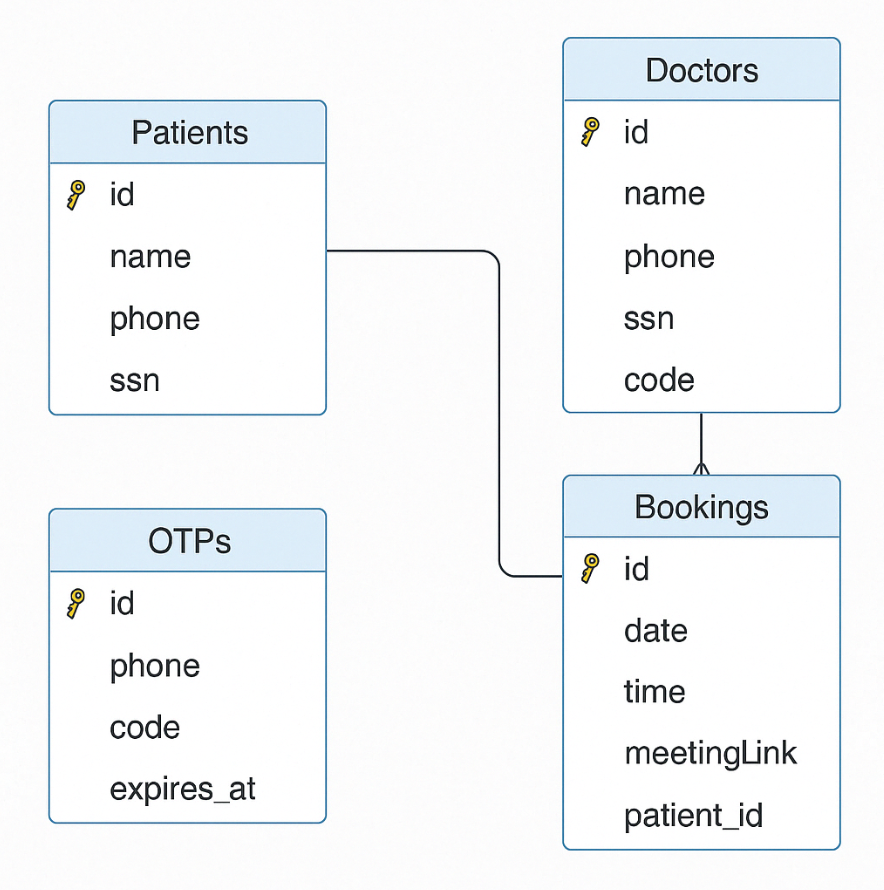 Patients
id
name
phone
ssn
Doctors
id
name
phone
ssn
code
OTPs
id
phone
code
expires_at
Bookings
id
date
time
meetingLink
patient_id